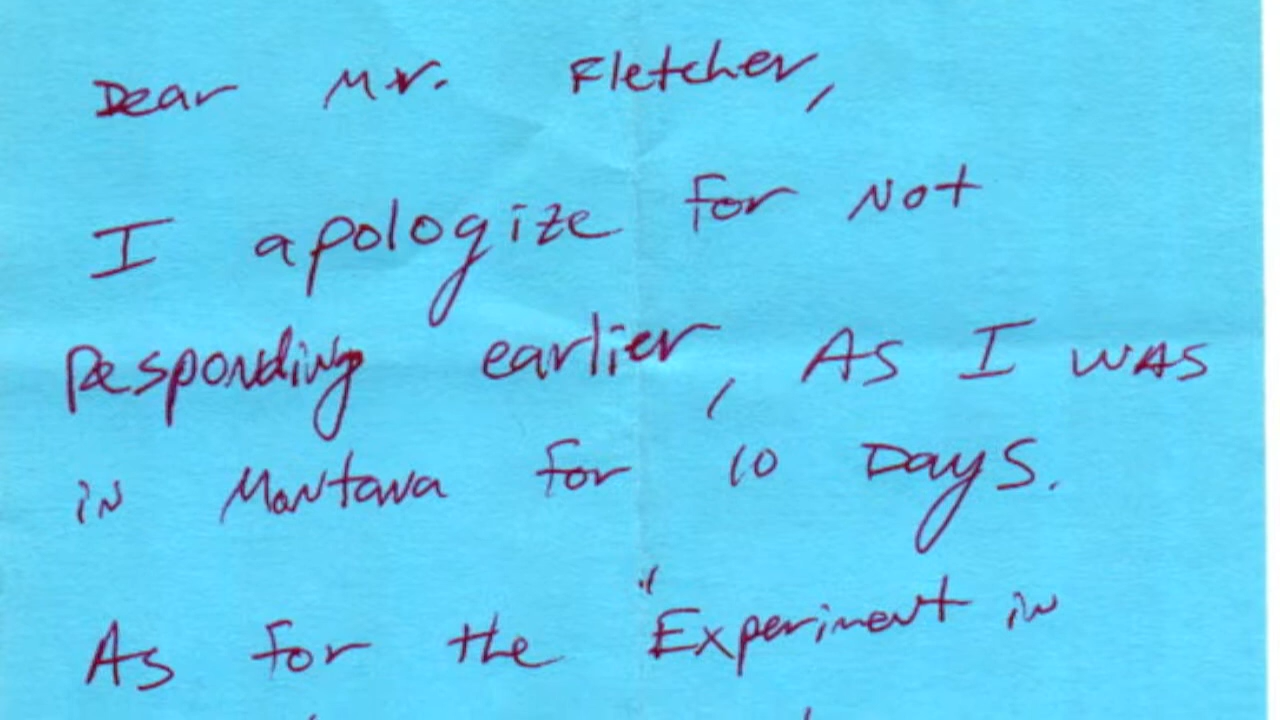 Dear Mr. Fletcher,
I apologize for not
Responding earlier, As I was
in Montana for 10 Days.
As for the "Experiment in